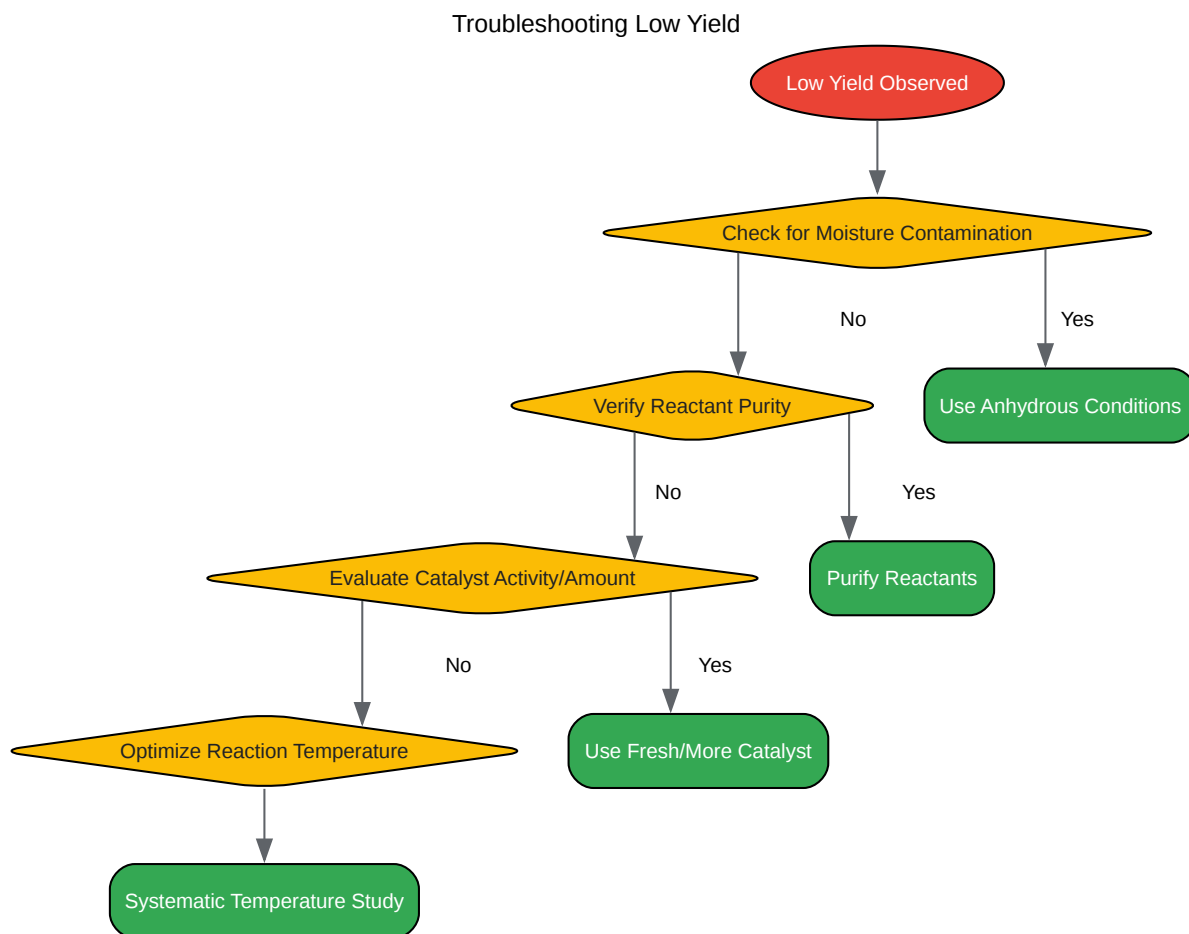 Troubleshooting Low Yield
Low Yield Observed
Check for Moisture Contamination
No
Yes
Verify Reactant Purity
Use Anhydrous Conditions
No
Yes
Evaluate Catalyst Activity/Amount
Purify Reactants
No
Yes
Optimize Reaction Temperature
Use Fresh/More Catalyst
Systematic Temperature Study